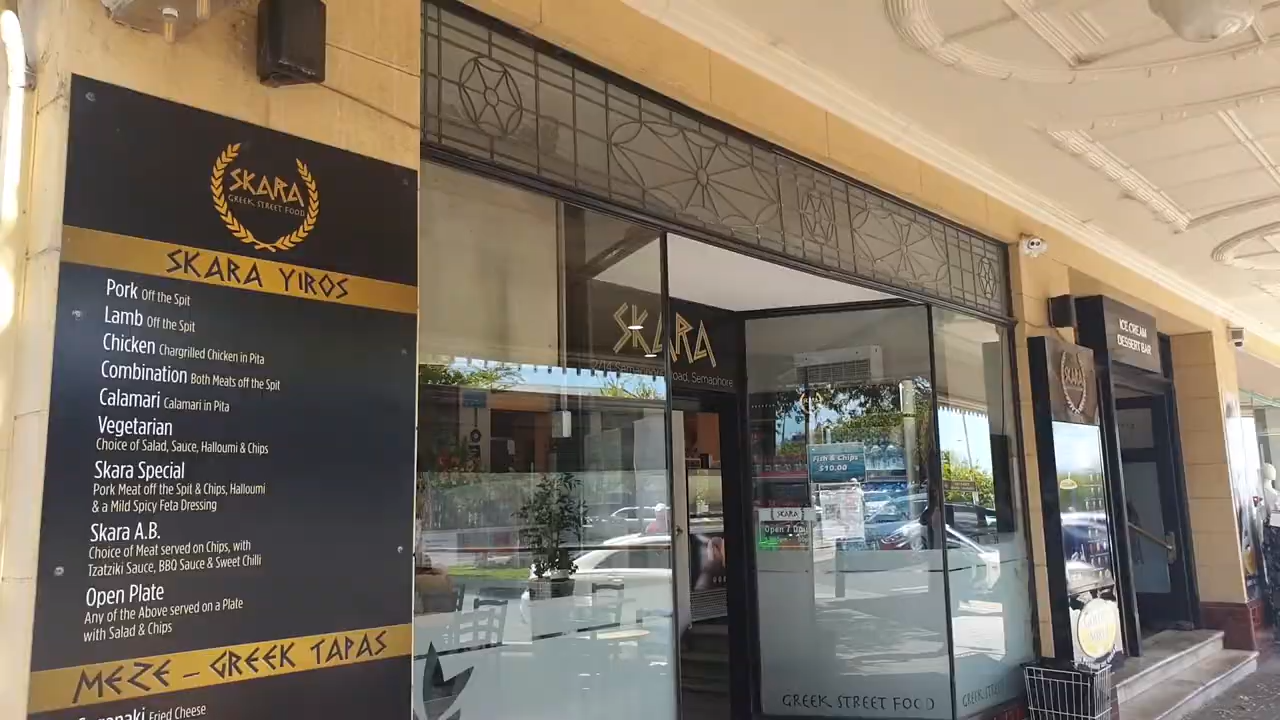 SKARA
GREEK STREET FOOD
SKARA YIROS
Pork Off the Spit
Lamb Off the Spit
Chicken Chargrilled Chicken in Pita
Combination Both Meats off the Spit
Calamari Calamari in Pita
Vegetarian
Choice of Salad, Sauce, Halloumi & Chips
Skara Special
Pork Meat off the Spit & Chips, Halloumi
& a Mild Spicy Feta Dressing
Skara A.B.
Choice of Meat served on Chips, with
Tzatziki Sauce, BBQ Sauce & Sweet Chilli
Open Plate
Any of the Above served on a Plate
with Salad & Chips
MEZE – GREEK TAPAS
Fried Cheese
SKARA
Road, Semaphore
Fish & Chips
$10.00
SKARA
Open 7
GREEK STREET FOOD
GREEK
SKARA
ICE CREAM
DESSERT BAR